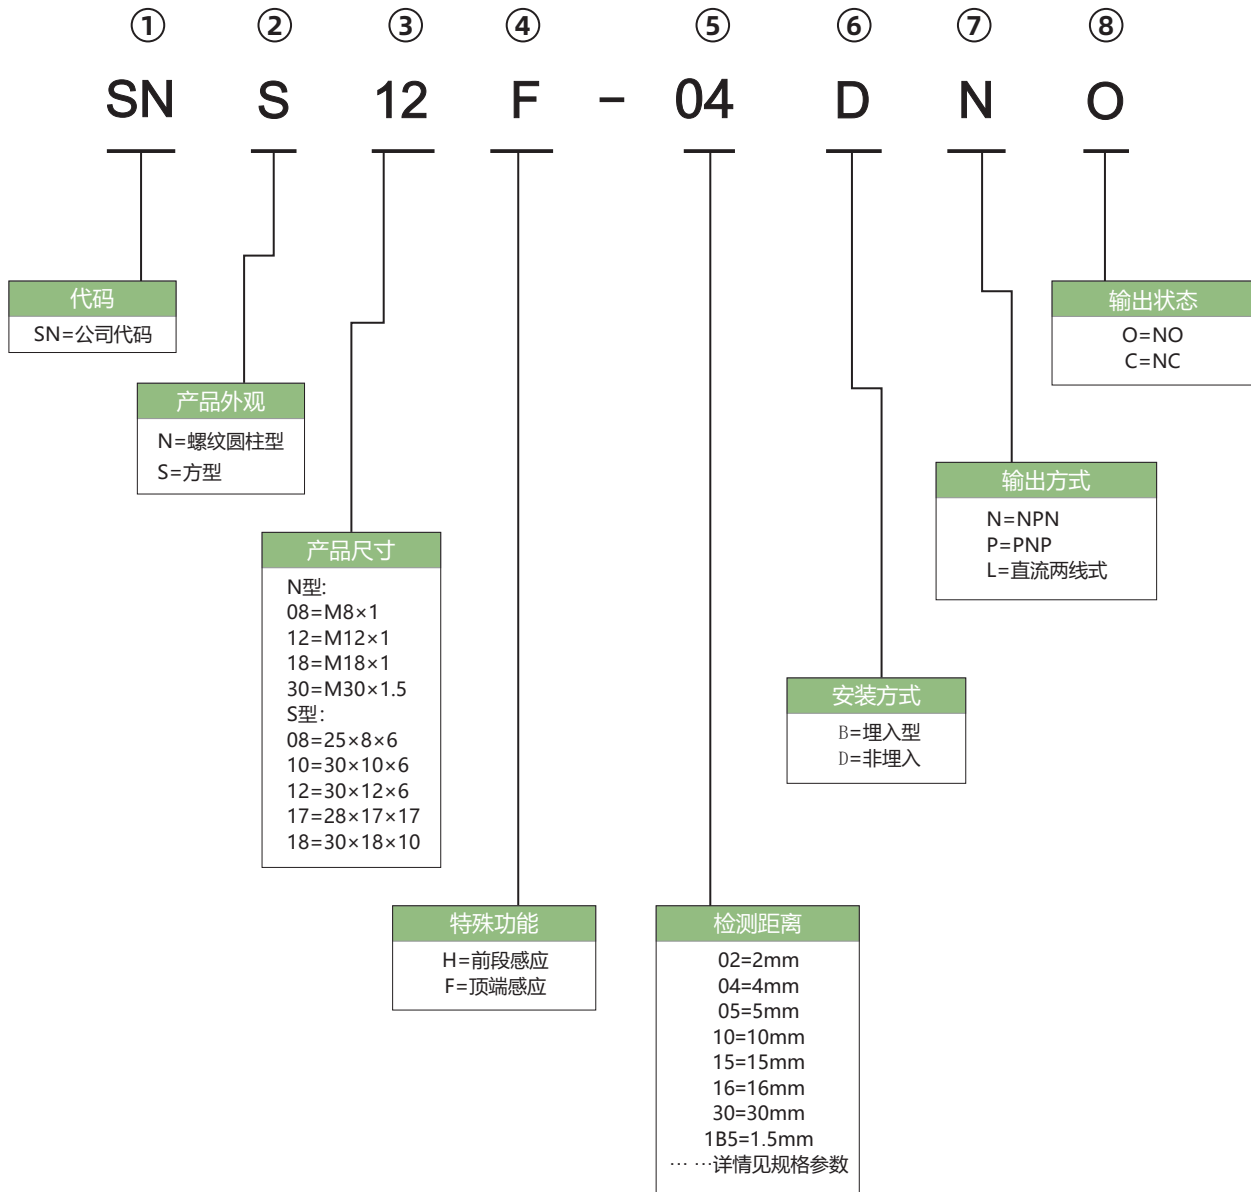 ① ② ③ ④ ⑤ ⑥ ⑦ ⑧
SN S 12 F - 04 D N O
代码
SN=公司代码
产品外观
N=螺纹圆柱型
S=方型
产品尺寸
N型:
08=M8×1
12=M12×1
18=M18×1
30=M30×1.5
S型:
08=25×8×6
10=30×10×6
12=30×12×6
17=28×17×17
18=30×18×10
特殊功能
H=前段感应
F=顶端感应
检测距离
02=2mm
04=4mm
05=5mm
10=10mm
15=15mm
16=16mm
30=30mm
1B5=1.5mm
… …详情见规格参数
安装方式
B=埋入型
D=非埋入
输出方式
N=NPN
P=PNP
L=直流两线式
输出状态
O=NO
C=NC